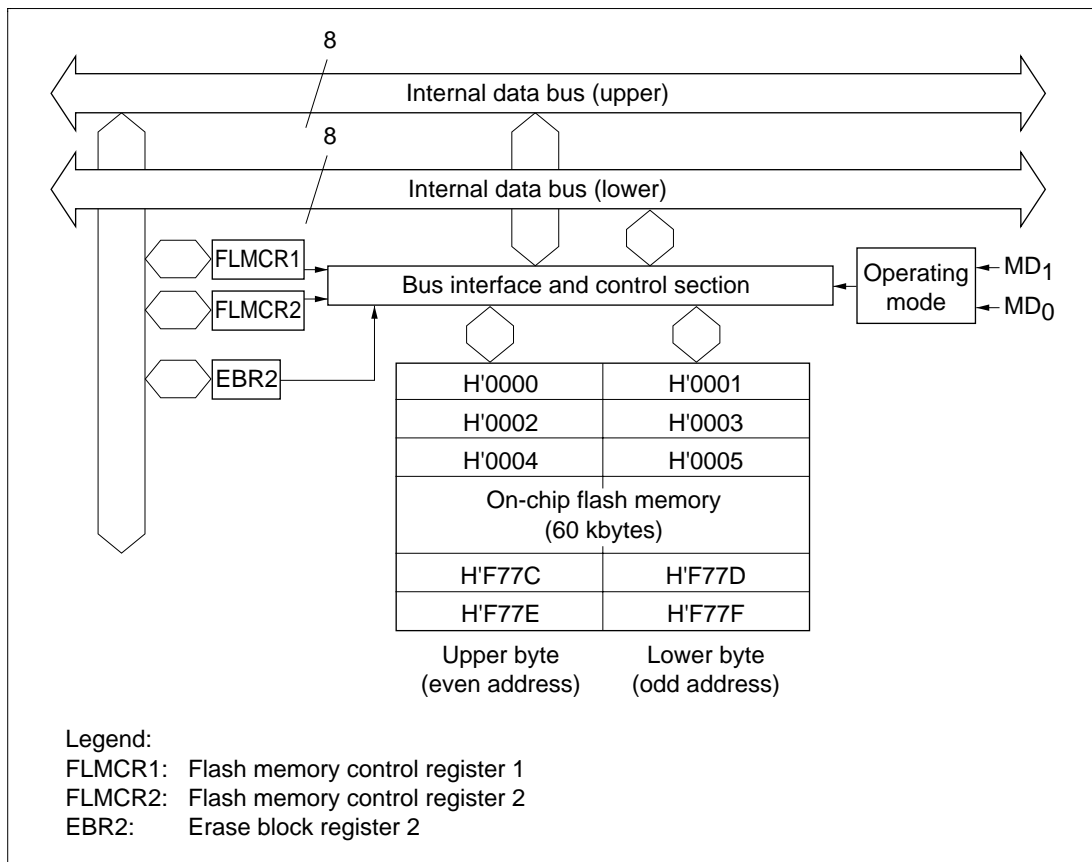 8
Internal data bus (upper)
8
Internal data bus (lower)
FLMCR1
FLMCR2
EBR2
Bus interface and control section
Operating
mode
MD1
MD0
H'0000 H'0001
H'0002 H'0003
H'0004 H'0005
On-chip flash memory
(60 kbytes)
H'F77C H'F77D
H'F77E H'F77F
Upper byte
(even address)
Lower byte
(odd address)
Legend:
FLMCR1: Flash memory control register 1
FLMCR2: Flash memory control register 2
EBR2: Erase block register 2